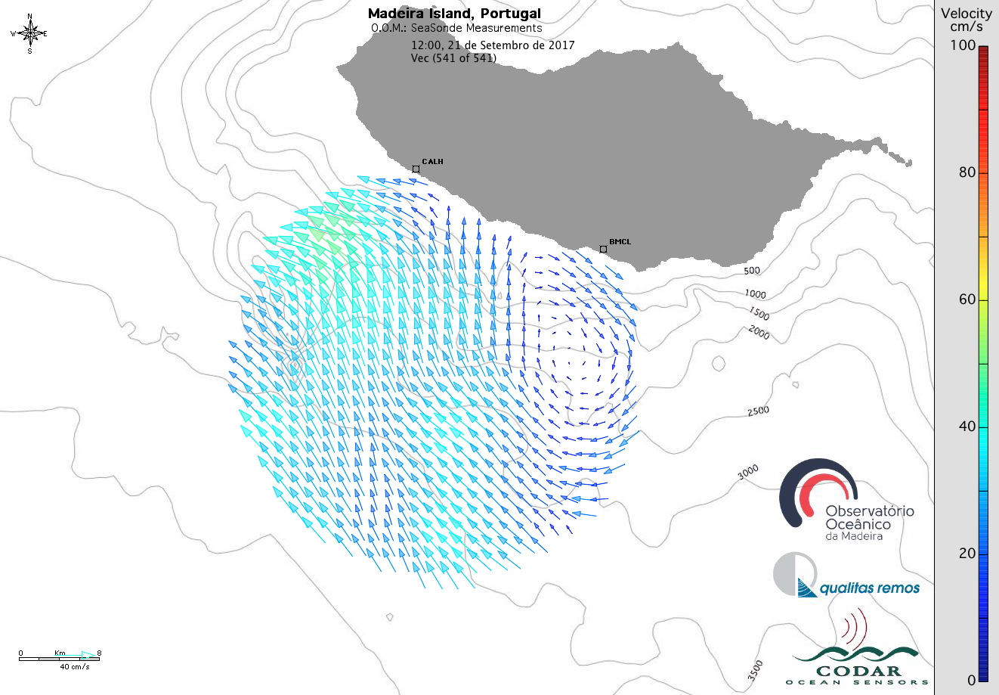 Madeira Island, Portugal
O.O.M.: SeaSonde Measurements
12:00, 21 de Setembro de 2017
Vec (541 of 541)
N
W E
S
Velocity
cm/s
100
80
60
40
20
0
CALH
BMCL
500
1000
1500
2000
2500
3000
3500
Observatório
Oceânico
da Madeira
qualitas remos
CODAR
OCEAN SENSORS
0 Km 8
40 cm/s